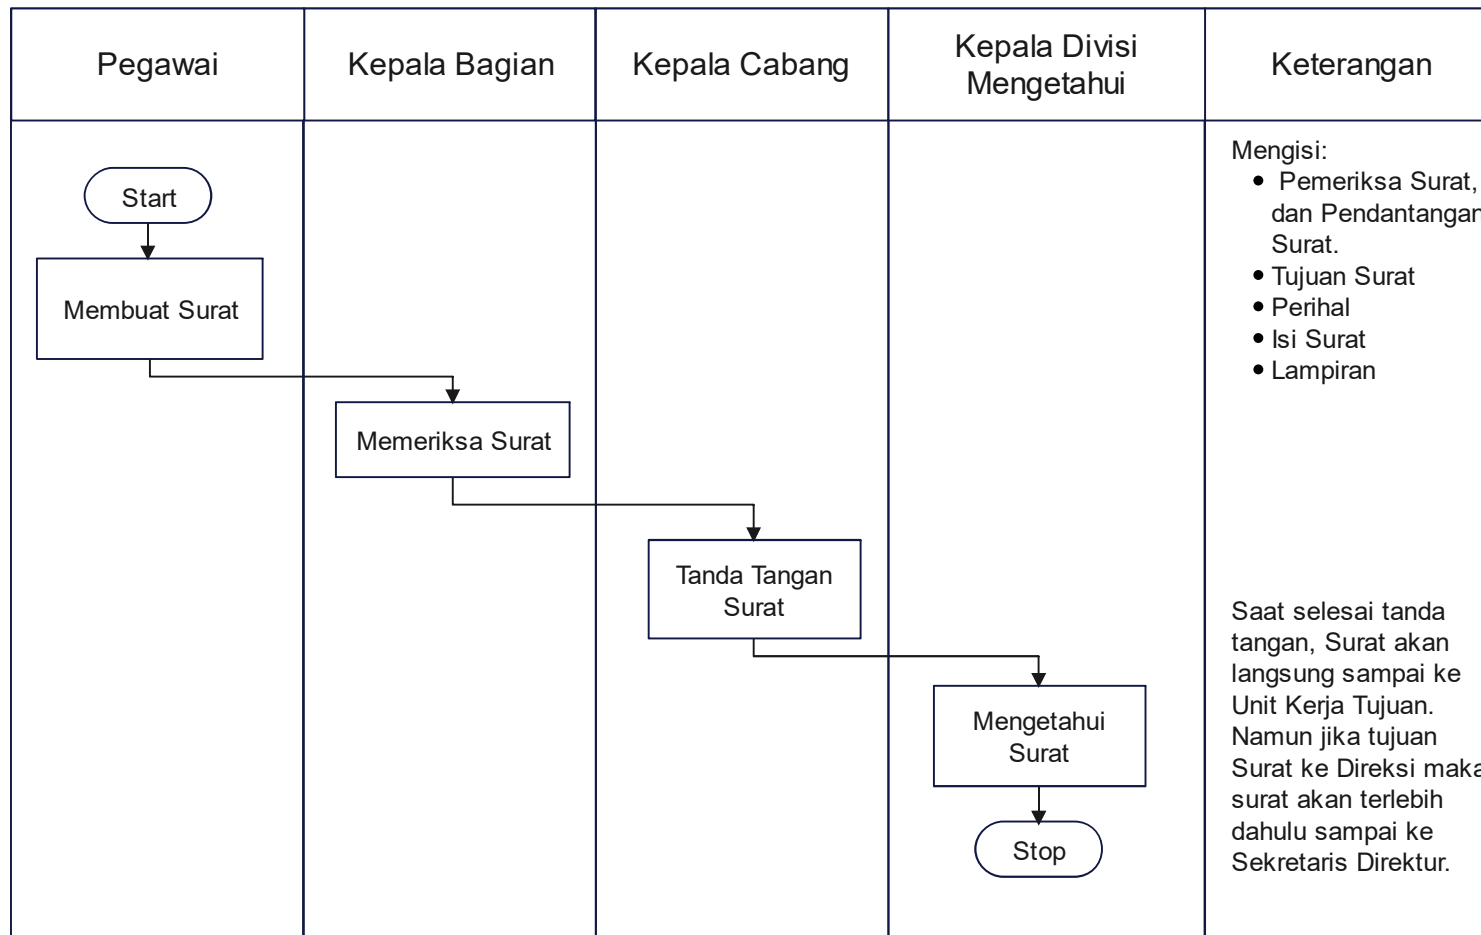 Pegawai
Kepala Bagian
Kepala Cabang
Kepala Divisi
Mengetahui
Keterangan
Start
Membuat Surat
Memeriksa Surat
Tanda Tangan
Surat
Mengetahui
Surat
Stop
Mengisi:
• Pemeriksa Surat,
dan Pendantangan
Surat.
• Tujuan Surat
• Perihal
• Isi Surat
• Lampiran
Saat selesai tanda
tangan, Surat akan
langsung sampai ke
Unit Kerja Tujuan.
Namun jika tujuan
Surat ke Direksi maka
surat akan terlebih
dahulu sampai ke
Sekretaris Direktur.